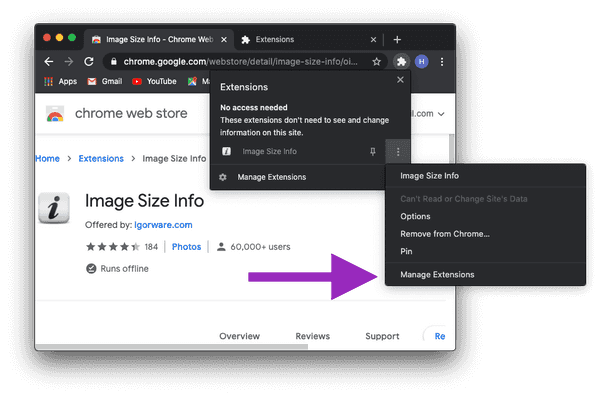 Image Size Info - Chrome Web
Extensions
chrome.google.com/webstore/detail/image-size-info/oi...
H
Apps
Gmail
YouTube
Extensions
No access needed
These extensions don't need to see and change
information on this site.
Image Size Info
Manage Extensions
chrome web store
il.com
Home
Extensions
Image Size Info
Image Size Info
Offered by: Igorware.com
184
Photos
60,000+ users
Runs offline
Overview
Reviews
Support
Re
Image Size Info
Can't Read or Change Site's Data
Options
Remove from Chrome...
Pin
Manage Extensions